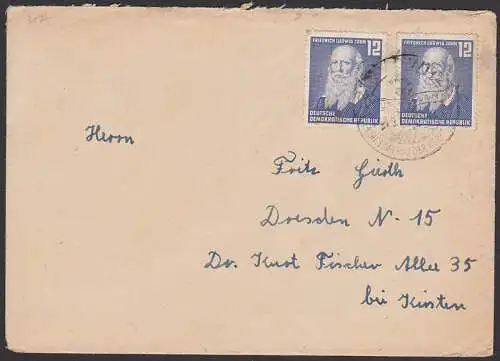 FRIEDRICH LUDWIG JAHN 12
DEUTSCHE
DEMOKRATISCHE REPUBLIK
FRIEDRICH LUDWIG JAHN 12
DEUTSCHE
DEMOKRATISCHE REPUBLIK
Herrn
Fritz
Dresden N-15
Dr. Kurt Fischer Allee 35
bei Kirsten